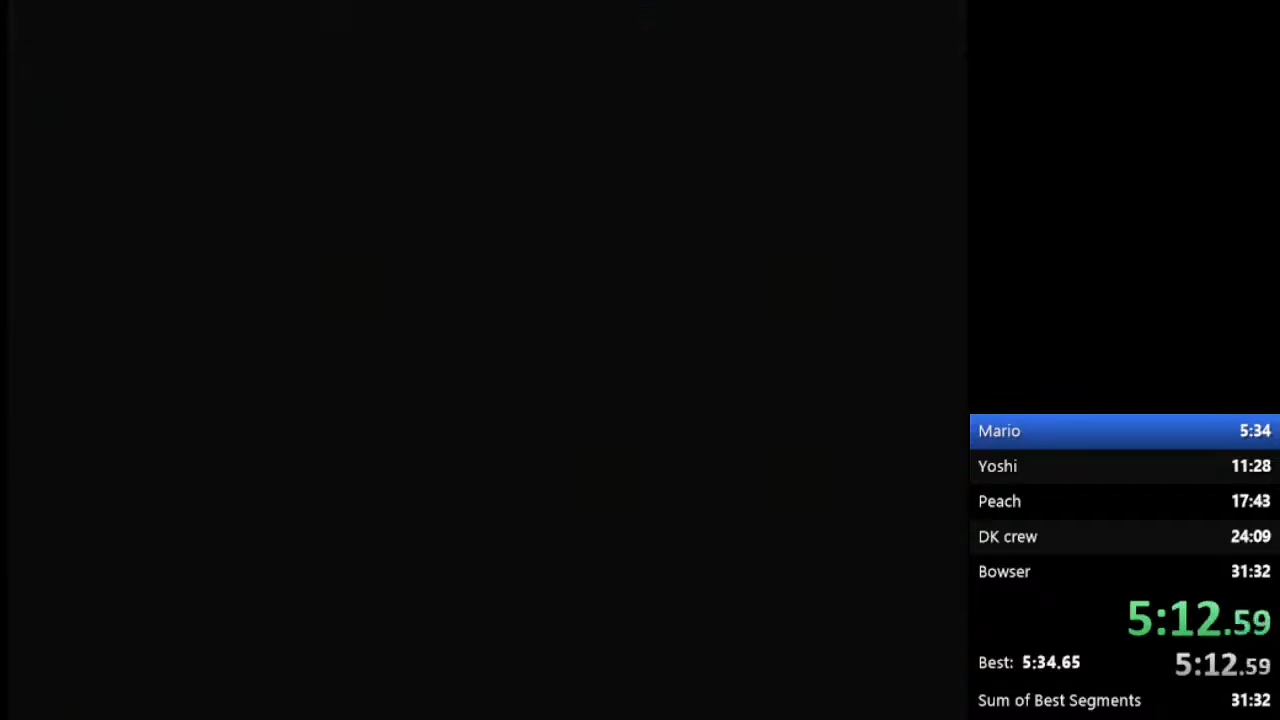 Mario 5:34
Yoshi 11:28
Peach 17:43
DK crew 24:09
Bowser 31:32
5:12.59
Best: 5:34.65 5:12.59
Sum of Best Segments 31:32